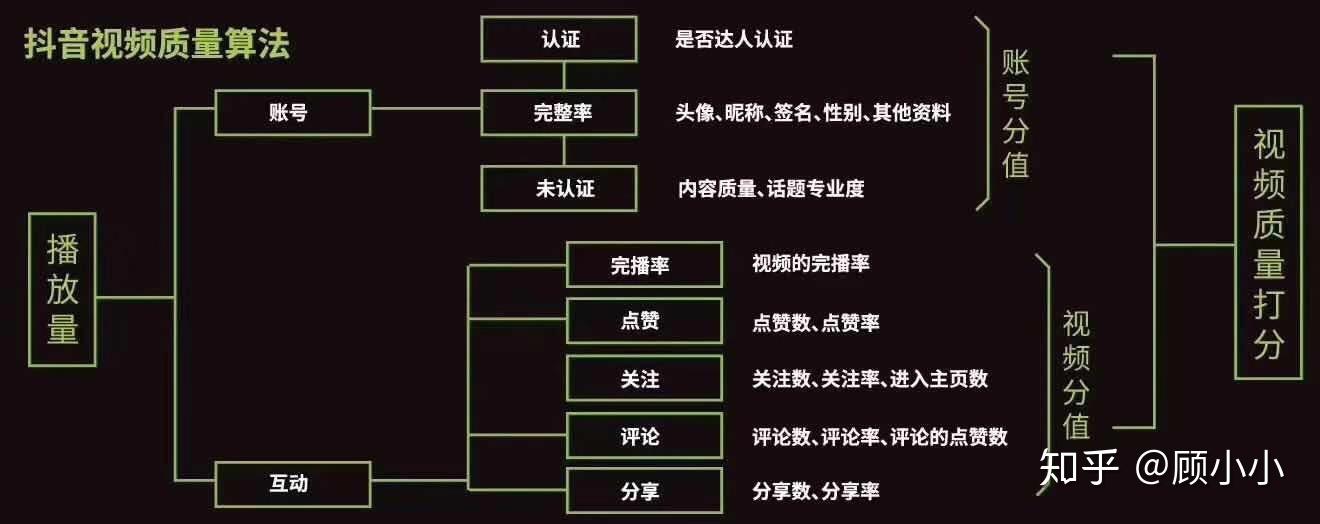 抖音视频质量算法
播放量
账号
认证
是否达人认证
完整率
头像、昵称、签名、性别、其他资料
未认证
内容质量、话题专业度
账号分值
互动
完播率
视频的完播率
点赞
点赞数、点赞率
关注
关注数、关注率、进入主页数
评论
评论数、评论率、评论的点赞数
分享
分享数、分享率
视频分值
视频质量打分
知乎 @顾小小